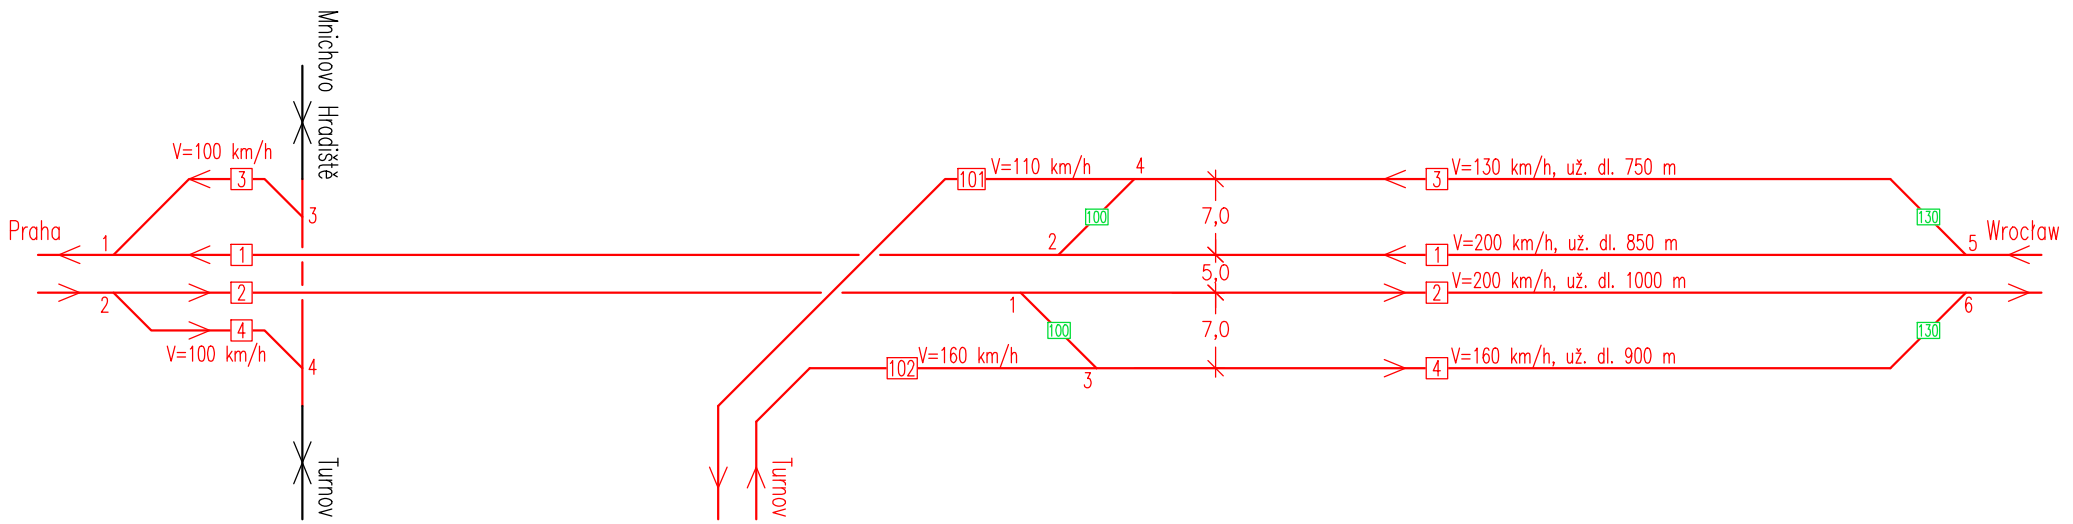 Mnichovo Hradiště
V=100 km/h
3
3
Praha
1
1
2
2
4
V=100 km/h
4
Turnov
101
V=110 km/h
4
3
V=130 km/h, už. dl. 750 m
100
7,0
130
2
1
V=200 km/h, už. dl. 850 m
5
Wrocław
5,0
1
2
V=200 km/h, už. dl. 1000 m
6
100
7,0
130
102
V=160 km/h
3
4
V=160 km/h, už. dl. 900 m
Turnov